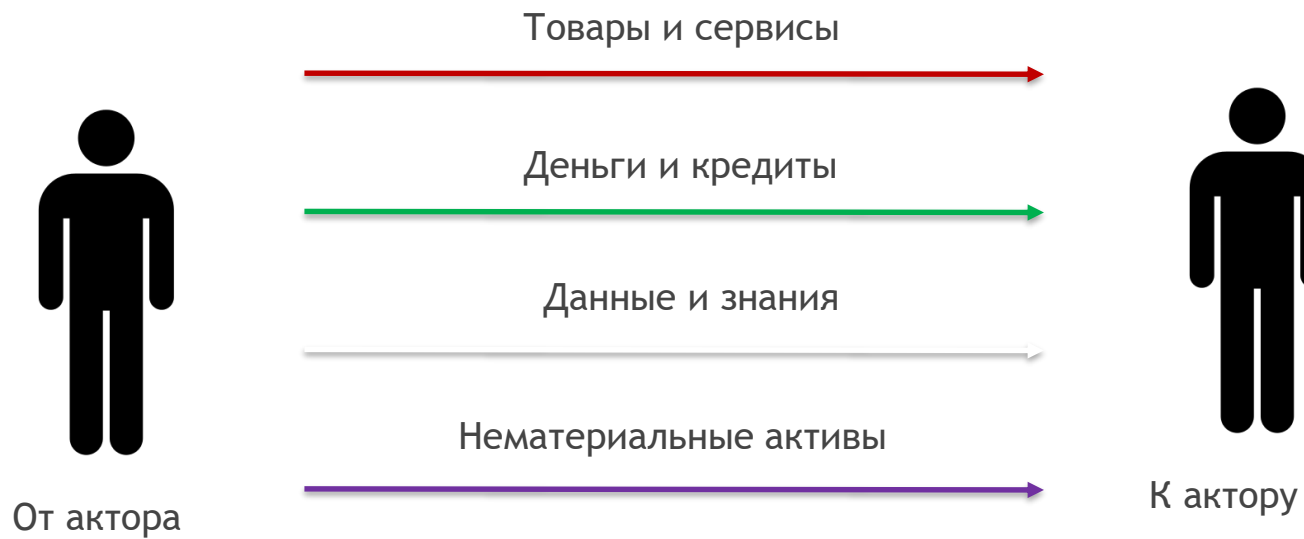 Товары и сервисы
Деньги и кредиты
Данные и знания
Нематериальные активы
От актора
К актору